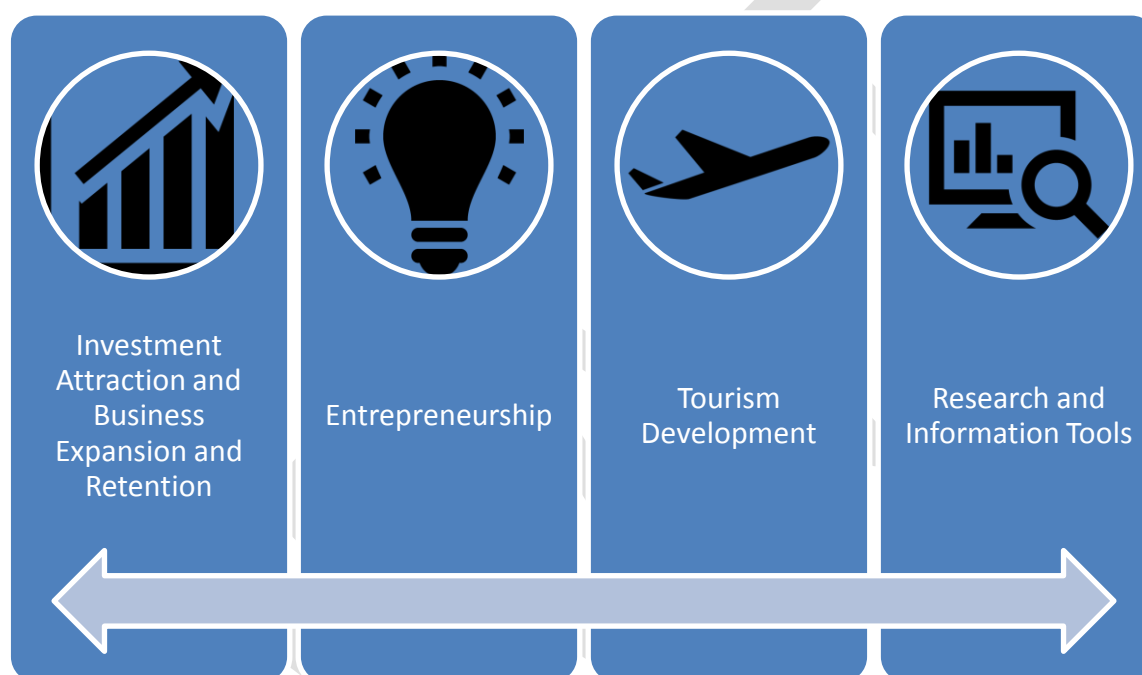 Investment
Attraction and
Business
Expansion and
Retention
Entrepreneurship
Tourism
Development
Research and
Information Tools